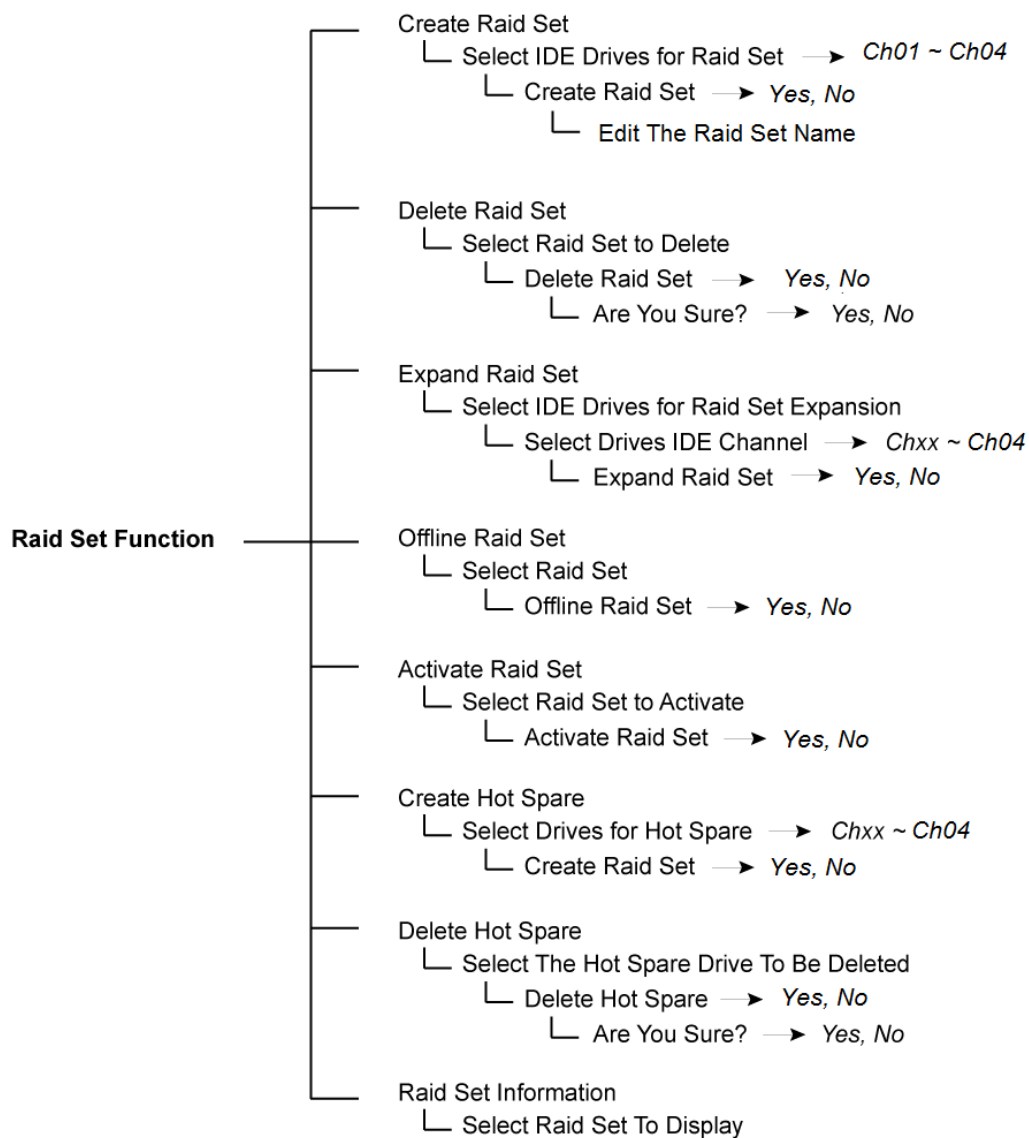 Create Raid Set
Select IDE Drives for Raid Set Ch01 ~ Ch04
Create Raid Set Yes, No
Edit The Raid Set Name
Delete Raid Set
Select Raid Set to Delete
Delete Raid Set Yes, No
Are You Sure? Yes, No
Expand Raid Set
Select IDE Drives for Raid Set Expansion
Select Drives IDE Channel Chxx ~ Ch04
Expand Raid Set Yes, No
Raid Set Function
Offline Raid Set
Select Raid Set
Offline Raid Set Yes, No
Activate Raid Set
Select Raid Set to Activate
Activate Raid Set Yes, No
Create Hot Spare
Select Drives for Hot Spare Chxx ~ Ch04
Create Raid Set Yes, No
Delete Hot Spare
Select The Hot Spare Drive To Be Deleted
Delete Hot Spare Yes, No
Are You Sure? Yes, No
Raid Set Information
Select Raid Set To Display